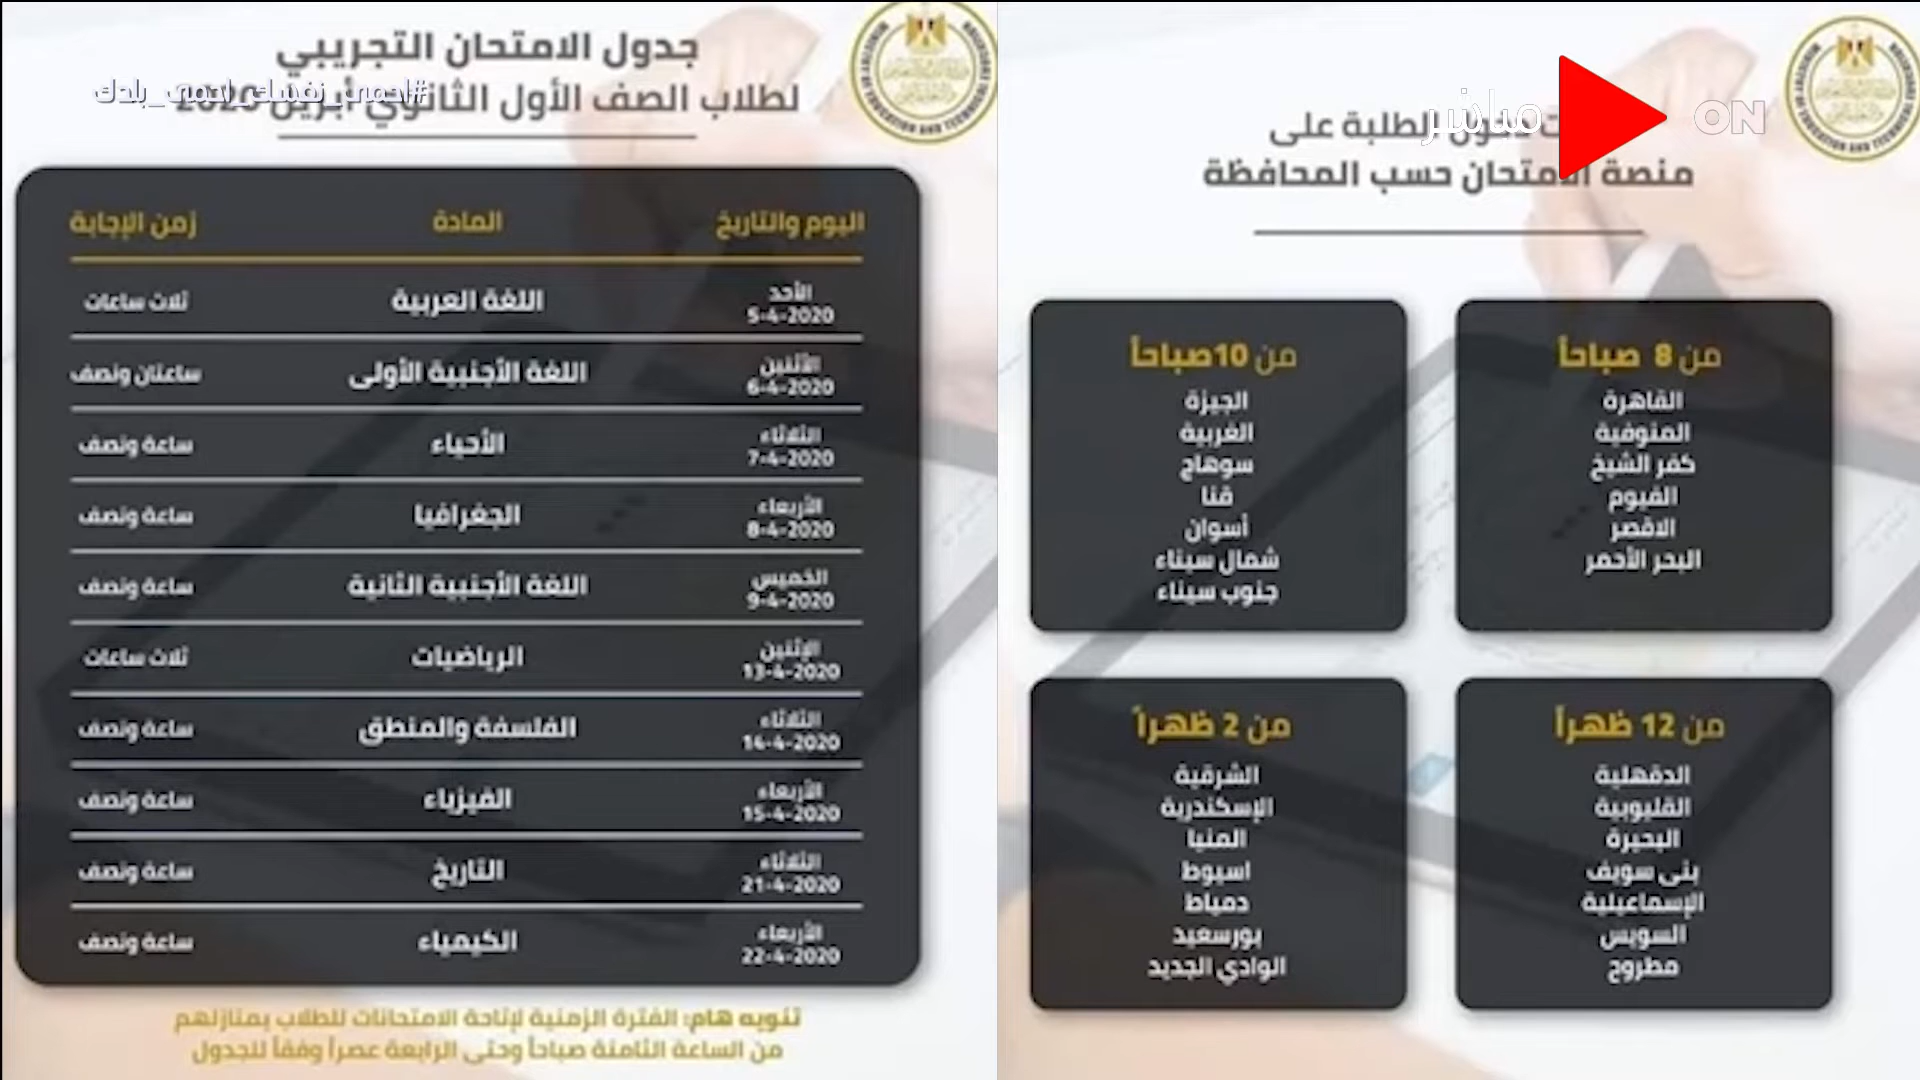 جدول الامتحان التجريبي
لطلاب الصف الأول الثانوي أبريل 2020
#احمي_نفسك_احمي_بلدك
اليوم والتاريخ المادة زمن الإجابة
الأحد
5-4-2020 اللغة العربية ثلاث ساعات
الأثنين
6-4-2020 اللغة الأجنبية الأولى ساعتان ونصف
الثلاثاء
7-4-2020 الأحياء ساعة ونصف
الأربعاء
8-4-2020 الجغرافيا ساعة ونصف
الخميس
9-4-2020 اللغة الأجنبية الثانية ساعة ونصف
الإثنين
13-4-2020 الرياضيات ثلاث ساعات
الثلاثاء
14-4-2020 الفلسفة والمنطق ساعة ونصف
الأربعاء
15-4-2020 الفيزياء ساعة ونصف
الثلاثاء
21-4-2020 التاريخ ساعة ونصف
الأربعاء
22-4-2020 الكيمياء ساعة ونصف
تنويه هام: الفترة الزمنية لإتاحة الامتحانات للطلاب بمنازلهم
من الساعة الثامنة صباحاً وحتى الرابعة عصراً وفقاً للجدول
مباشر ON
دخول الطلبة على
منصة الامتحان حسب المحافظة
من 8 صباحاً
القاهرة
المنوفية
كفر الشيخ
الفيوم
الاقصر
البحر الأحمر
من 10صباحاً
الجيزة
الغربية
سوهاج
قنا
أسوان
شمال سيناء
جنوب سيناء
من 12 ظهراً
الدقهلية
القليوبية
البحيرة
بنى سويف
الإسماعيلية
السويس
مطروح
من 2 ظهراً
الشرقية
الإسكندرية
المنيا
اسيوط
دمياط
بورسعيد
الوادي الجديد